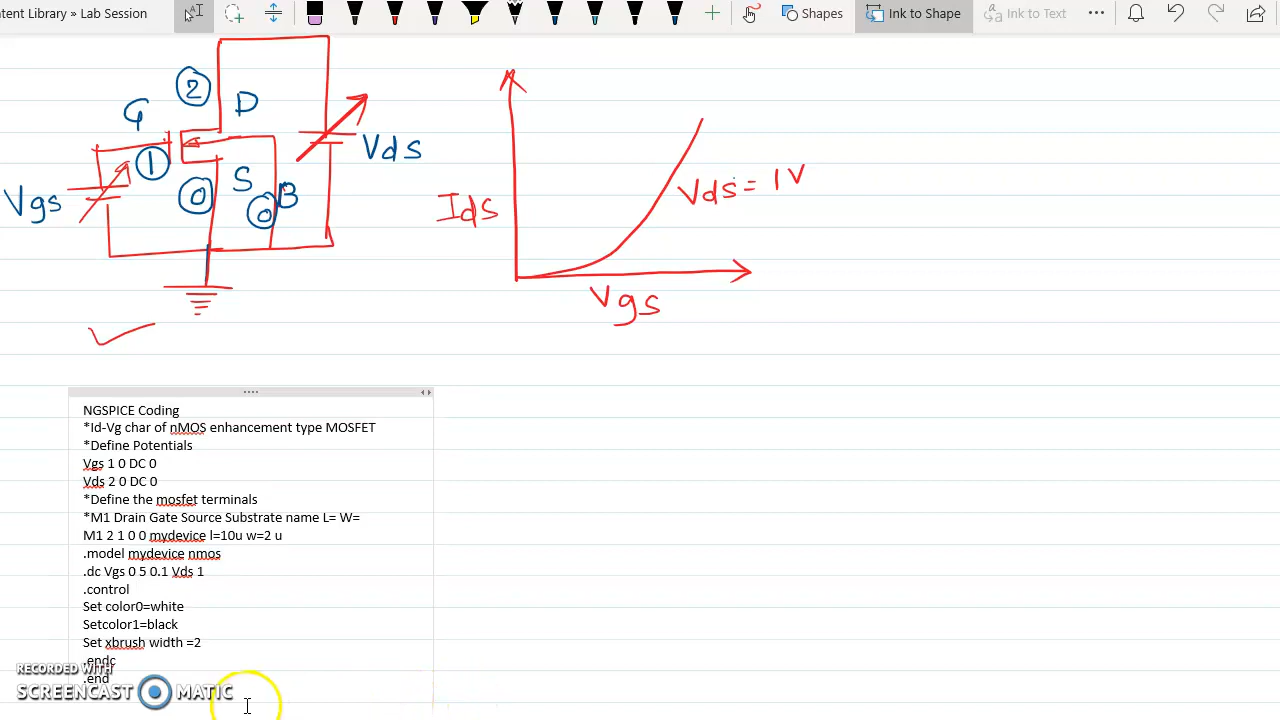 tent Library » Lab Session
Shapes
Ink to Shape
Ink to Text
2
G
D
1
Vds
Vgs
0
S
0
B
Ids
Vds = 1V
Vgs
NGSPICE Coding
*Id-Vg char of nMOS enhancement type MOSFET
*Define Potentials
Vgs 1 0 DC 0
Vds 2 0 DC 0
*Define the mosfet terminals
*M1 Drain Gate Source Substrate name L= W=
M1 2 1 0 0 mydevice l=10u w=2 u
.model mydevice nmos
.dc Vgs 0 5 0.1 Vds 1
.control
Set color0=white
Setcolor1=black
Set xbrush width =2
.endc
.end
RECORDED WITH
SCREENCAST MATIC